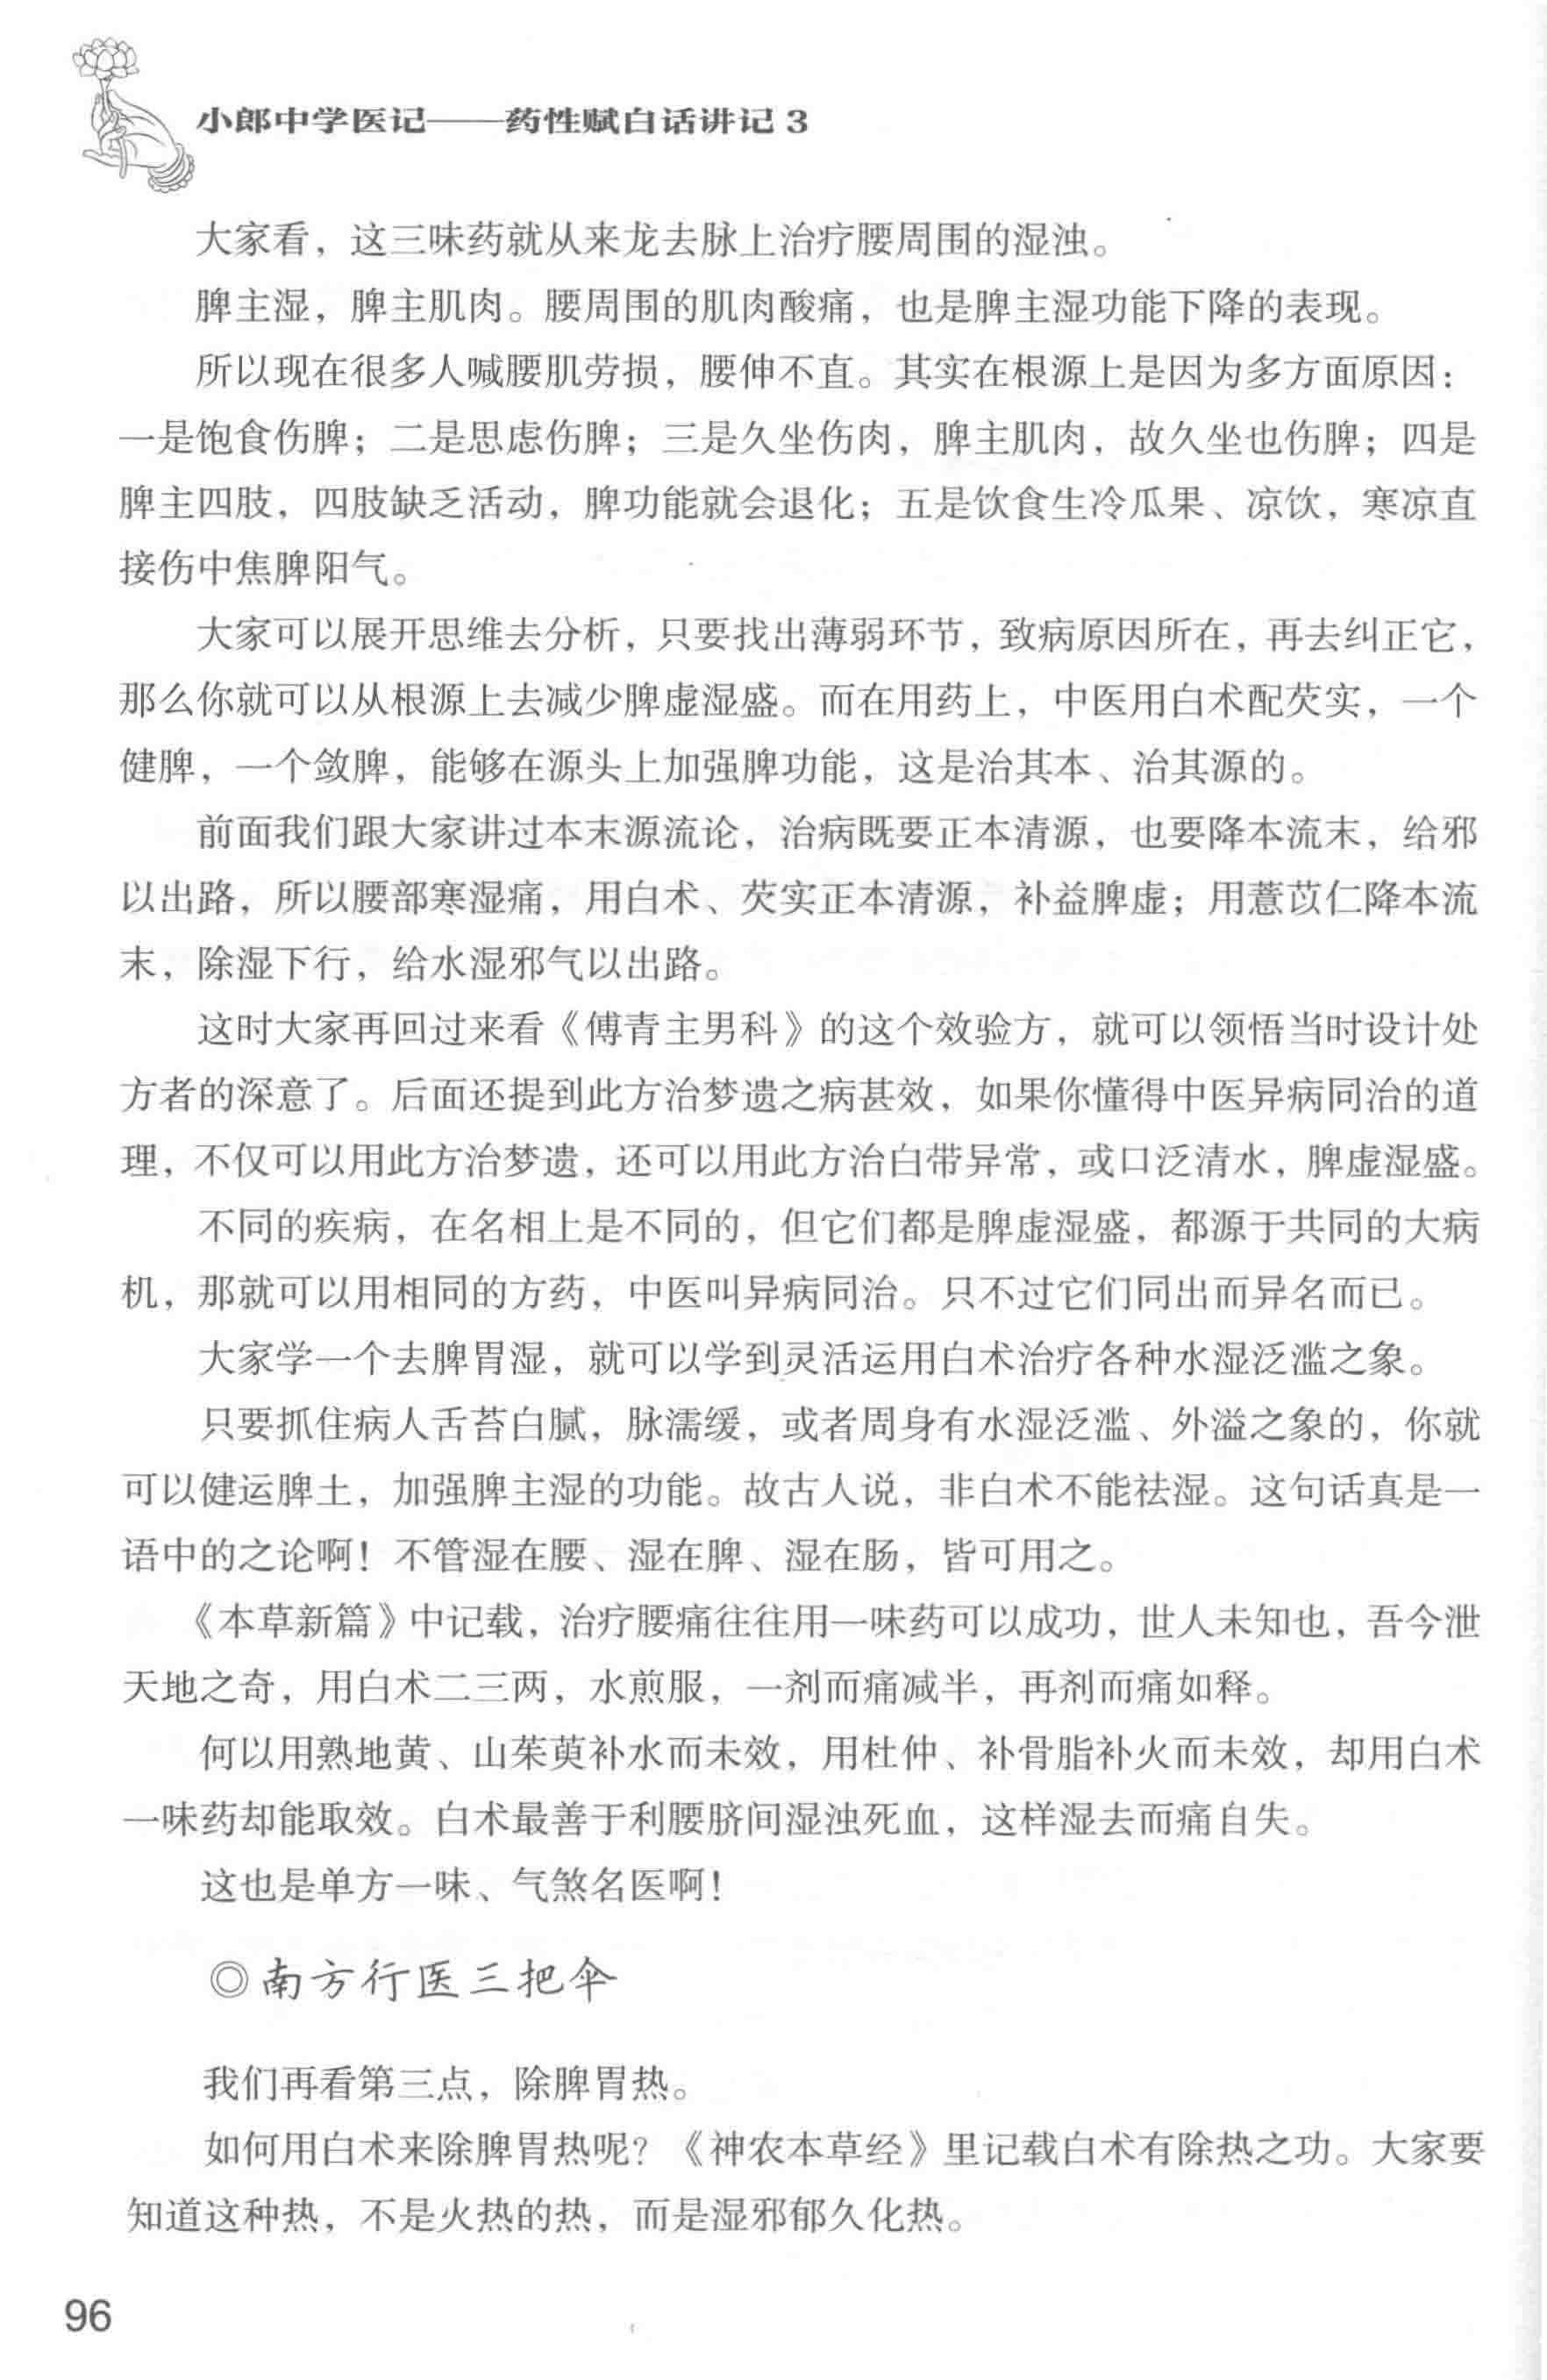 小郎中学医记——药性赋白话讲记 3
大家看，这三味药就从来龙去脉上治疗腰周围的湿浊。
脾主湿，脾主肌肉。腰周围的肌肉酸痛，也是脾主湿功能下降的表现。
所以现在很多人喊腰肌劳损，腰伸不直。其实在根源上是因为多方面原因：
一是饱食伤脾；二是思虑伤脾；三是久坐伤肉，脾主肌肉，故久坐也伤脾；四是
脾主四肢，四肢缺乏活动，脾功能就会退化；五是饮食生冷瓜果、凉饮，寒凉直
接伤中焦脾阳气。
大家可以展开思维去分析，只要找出薄弱环节，致病原因所在，再去纠正它，
那么你就可以从根源上去减少脾虚湿盛。而在用药上，中医用白术配芡实，一个
健脾，一个敛脾，能够在源头上加强脾功能，这是治其本、治其源的。
前面我们跟大家讲过本末源流论，治病既要正本清源，也要降本流末，给邪
以出路，所以腰部寒湿痛，用白术、芡实正本清源，补益脾虚；用薏苡仁降本流
末，除湿下行，给水湿邪气以出路。
这时大家再回过来看《傅青主男科》的这个效验方，就可以领悟当时设计处
方者的深意了。后面还提到此方治梦遗之病甚效，如果你懂得中医异病同治的道
理，不仅可以用此方治梦遗，还可以用此方治白带异常，或口泛清水，脾虚湿盛。
不同的疾病，在名相上是不同的，但它们都是脾虚湿盛，都源于共同的大病
机，那就可以用相同的方药，中医叫异病同治。只不过它们同出而异名而已。
大家学一个去脾胃湿，就可以学到灵活运用白术治疗各种水湿泛滥之象。
只要抓住病人舌苔白腻，脉濡缓，或者周身有水湿泛滥、外溢之象的，你就
可以健运脾土，加强脾主湿的功能。故古人说，非白术不能祛湿。这句话真是一
语中的之论啊！不管湿在腰、湿在脾、湿在肠，皆可用之。
《本草新篇》中记载，治疗腰痛往往用一味药可以成功，世人未知也，吾今泄
天地之奇，用白术二三两，水煎服，一剂而痛减半，再剂而痛如释。
何以用熟地黄、山茱萸补水而未效，用杜仲、补骨脂补火而未效，却用白术
一味药却能取效。白术最善于利腰脐间湿浊死血，这样湿去而痛自失。
这也是单方一味、气煞名医啊！
◎南方行医三把伞
我们再看第三点，除脾胃热。
如何用白术来除脾胃热呢？《神农本草经》里记载白术有除热之功。大家要
知道这种热，不是火热的热，而是湿邪郁久化热。
96